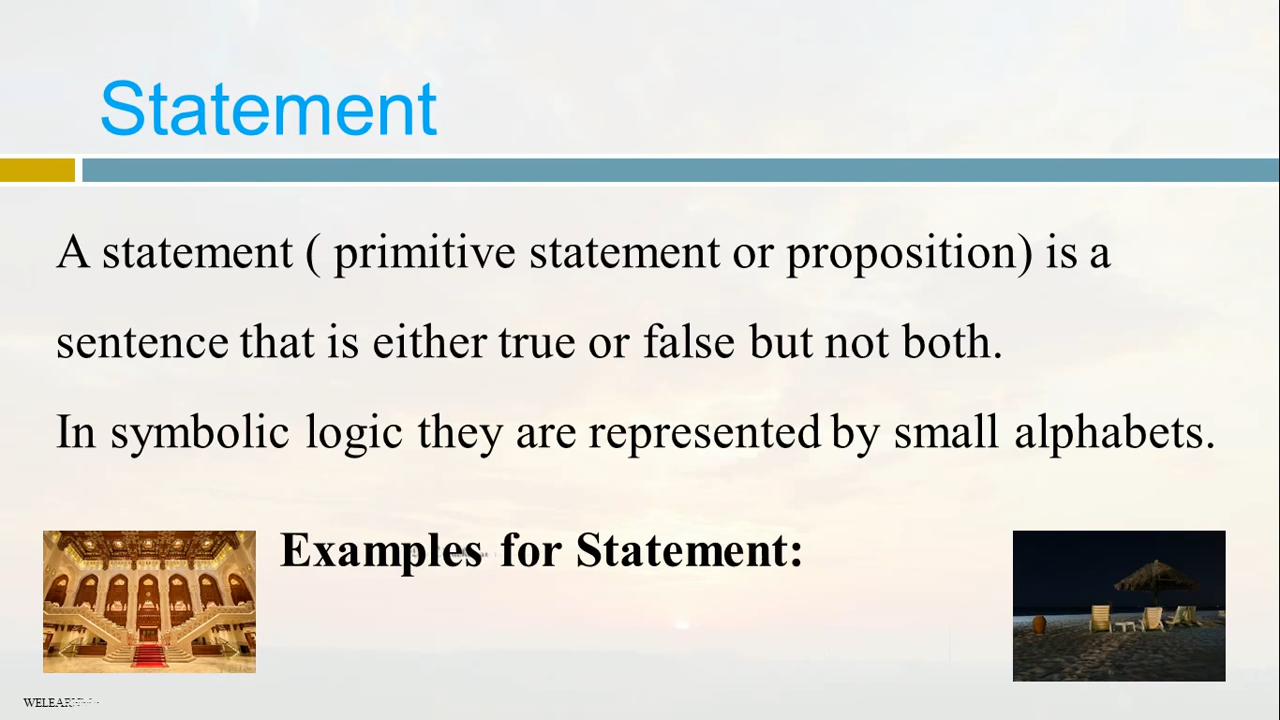 Statement
A statement ( primitive statement or proposition) is a
sentence that is either true or false but not both.
In symbolic logic they are represented by small alphabets.
Examples for Statement: